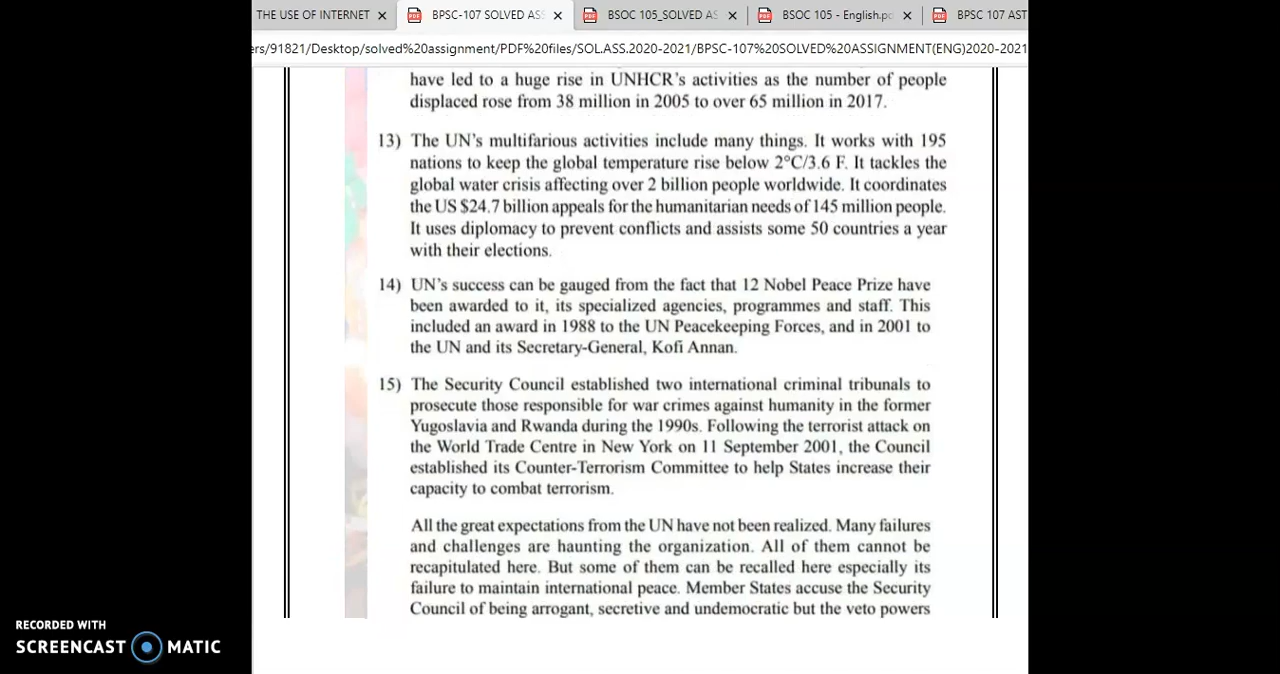 THE USE OF INTERNET
BPSC-107 SOLVED ASS
BSOC 105_SOLVED AS
BSOC 105 - English.pd
BPSC 107 AST
ers/91821/Desktop/solved%20assignment/PDF%20files/SOL.ASS.2020-2021/BPSC-107%20SOLVED%20ASSIGNMENT(ENG)2020-2021
have led to a huge rise in UNHCR's activities as the number of people
displaced rose from 38 million in 2005 to over 65 million in 2017.
13) The UN's multifarious activities include many things. It works with 195
nations to keep the global temperature rise below 2°C/3.6 F. It tackles the
global water crisis affecting over 2 billion people worldwide. It coordinates
the US $24.7 billion appeals for the humanitarian needs of 145 million people.
It uses diplomacy to prevent conflicts and assists some 50 countries a year
with their elections.
14) UN's success can be gauged from the fact that 12 Nobel Peace Prize have
been awarded to it, its specialized agencies, programmes and staff. This
included an award in 1988 to the UN Peacekeeping Forces, and in 2001 to
the UN and its Secretary-General, Kofi Annan.
15) The Security Council established two international criminal tribunals to
prosecute those responsible for war crimes against humanity in the former
Yugoslavia and Rwanda during the 1990s. Following the terrorist attack on
the World Trade Centre in New York on 11 September 2001, the Council
established its Counter-Terrorism Committee to help States increase their
capacity to combat terrorism.
All the great expectations from the UN have not been realized. Many failures
and challenges are haunting the organization. All of them cannot be
recapitulated here. But some of them can be recalled here especially its
failure to maintain international peace. Member States accuse the Security
Council of being arrogant, secretive and undemocratic but the veto powers
RECORDED WITH
SCREENCAST MATIC